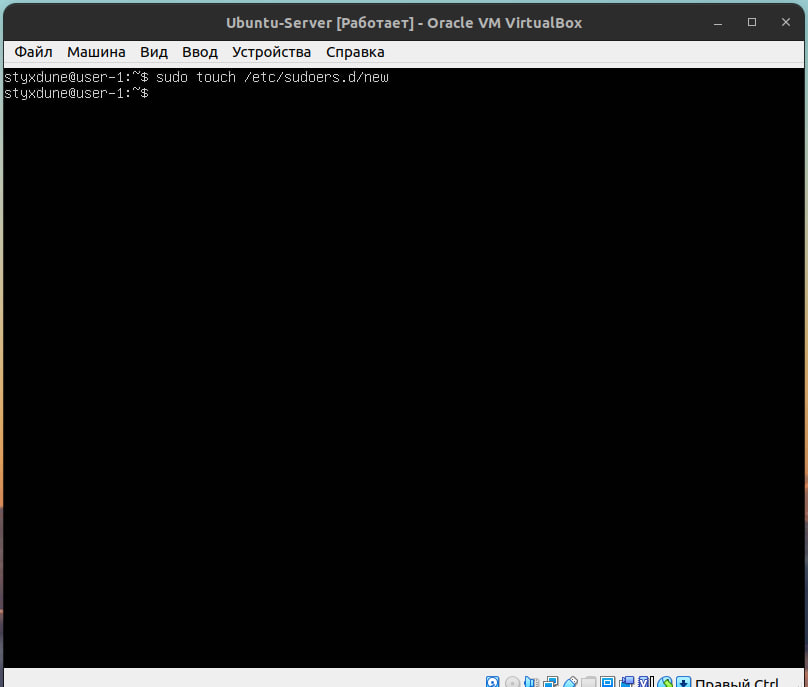 Ubuntu-Server [Работает] - Oracle VM VirtualBox
Файл Машина Вид Ввод Устройства Справка
styxdune@user-1:~$ sudo touch /etc/sudoers.d/new
styxdune@user-1:~$
Правый Ctrl